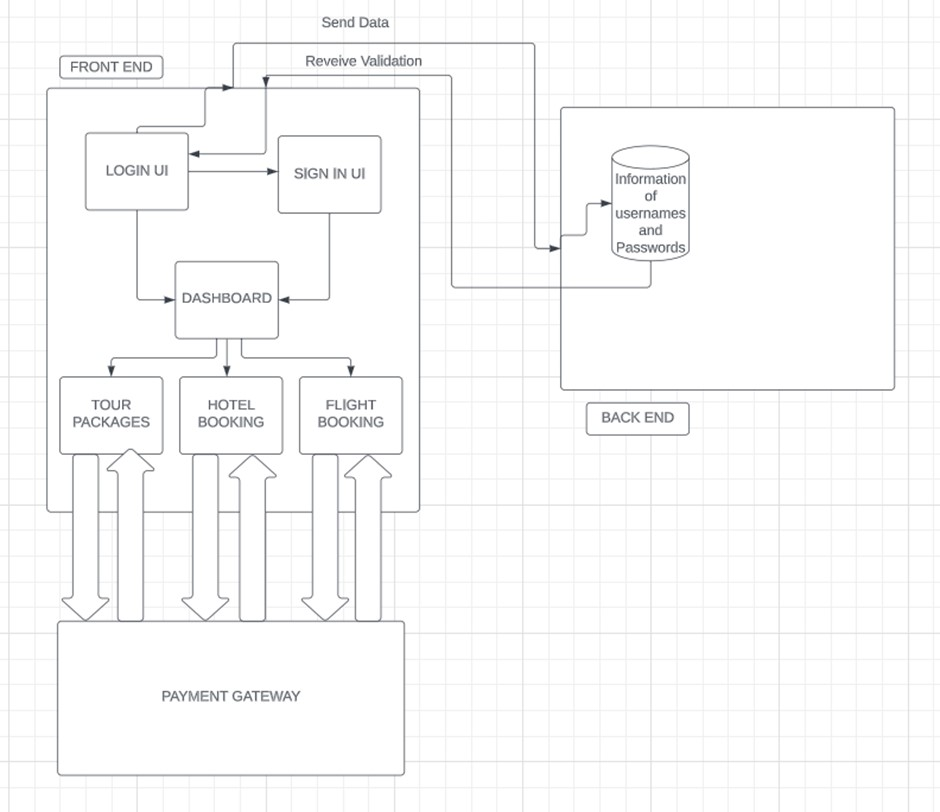 Send Data
Reveive Validation
FRONT END
LOGIN UI
SIGN IN UI
Information
of
usernames
and
Passwords
DASHBOARD
TOUR
PACKAGES
HOTEL
BOOKING
FLIGHT
BOOKING
BACK END
PAYMENT GATEWAY